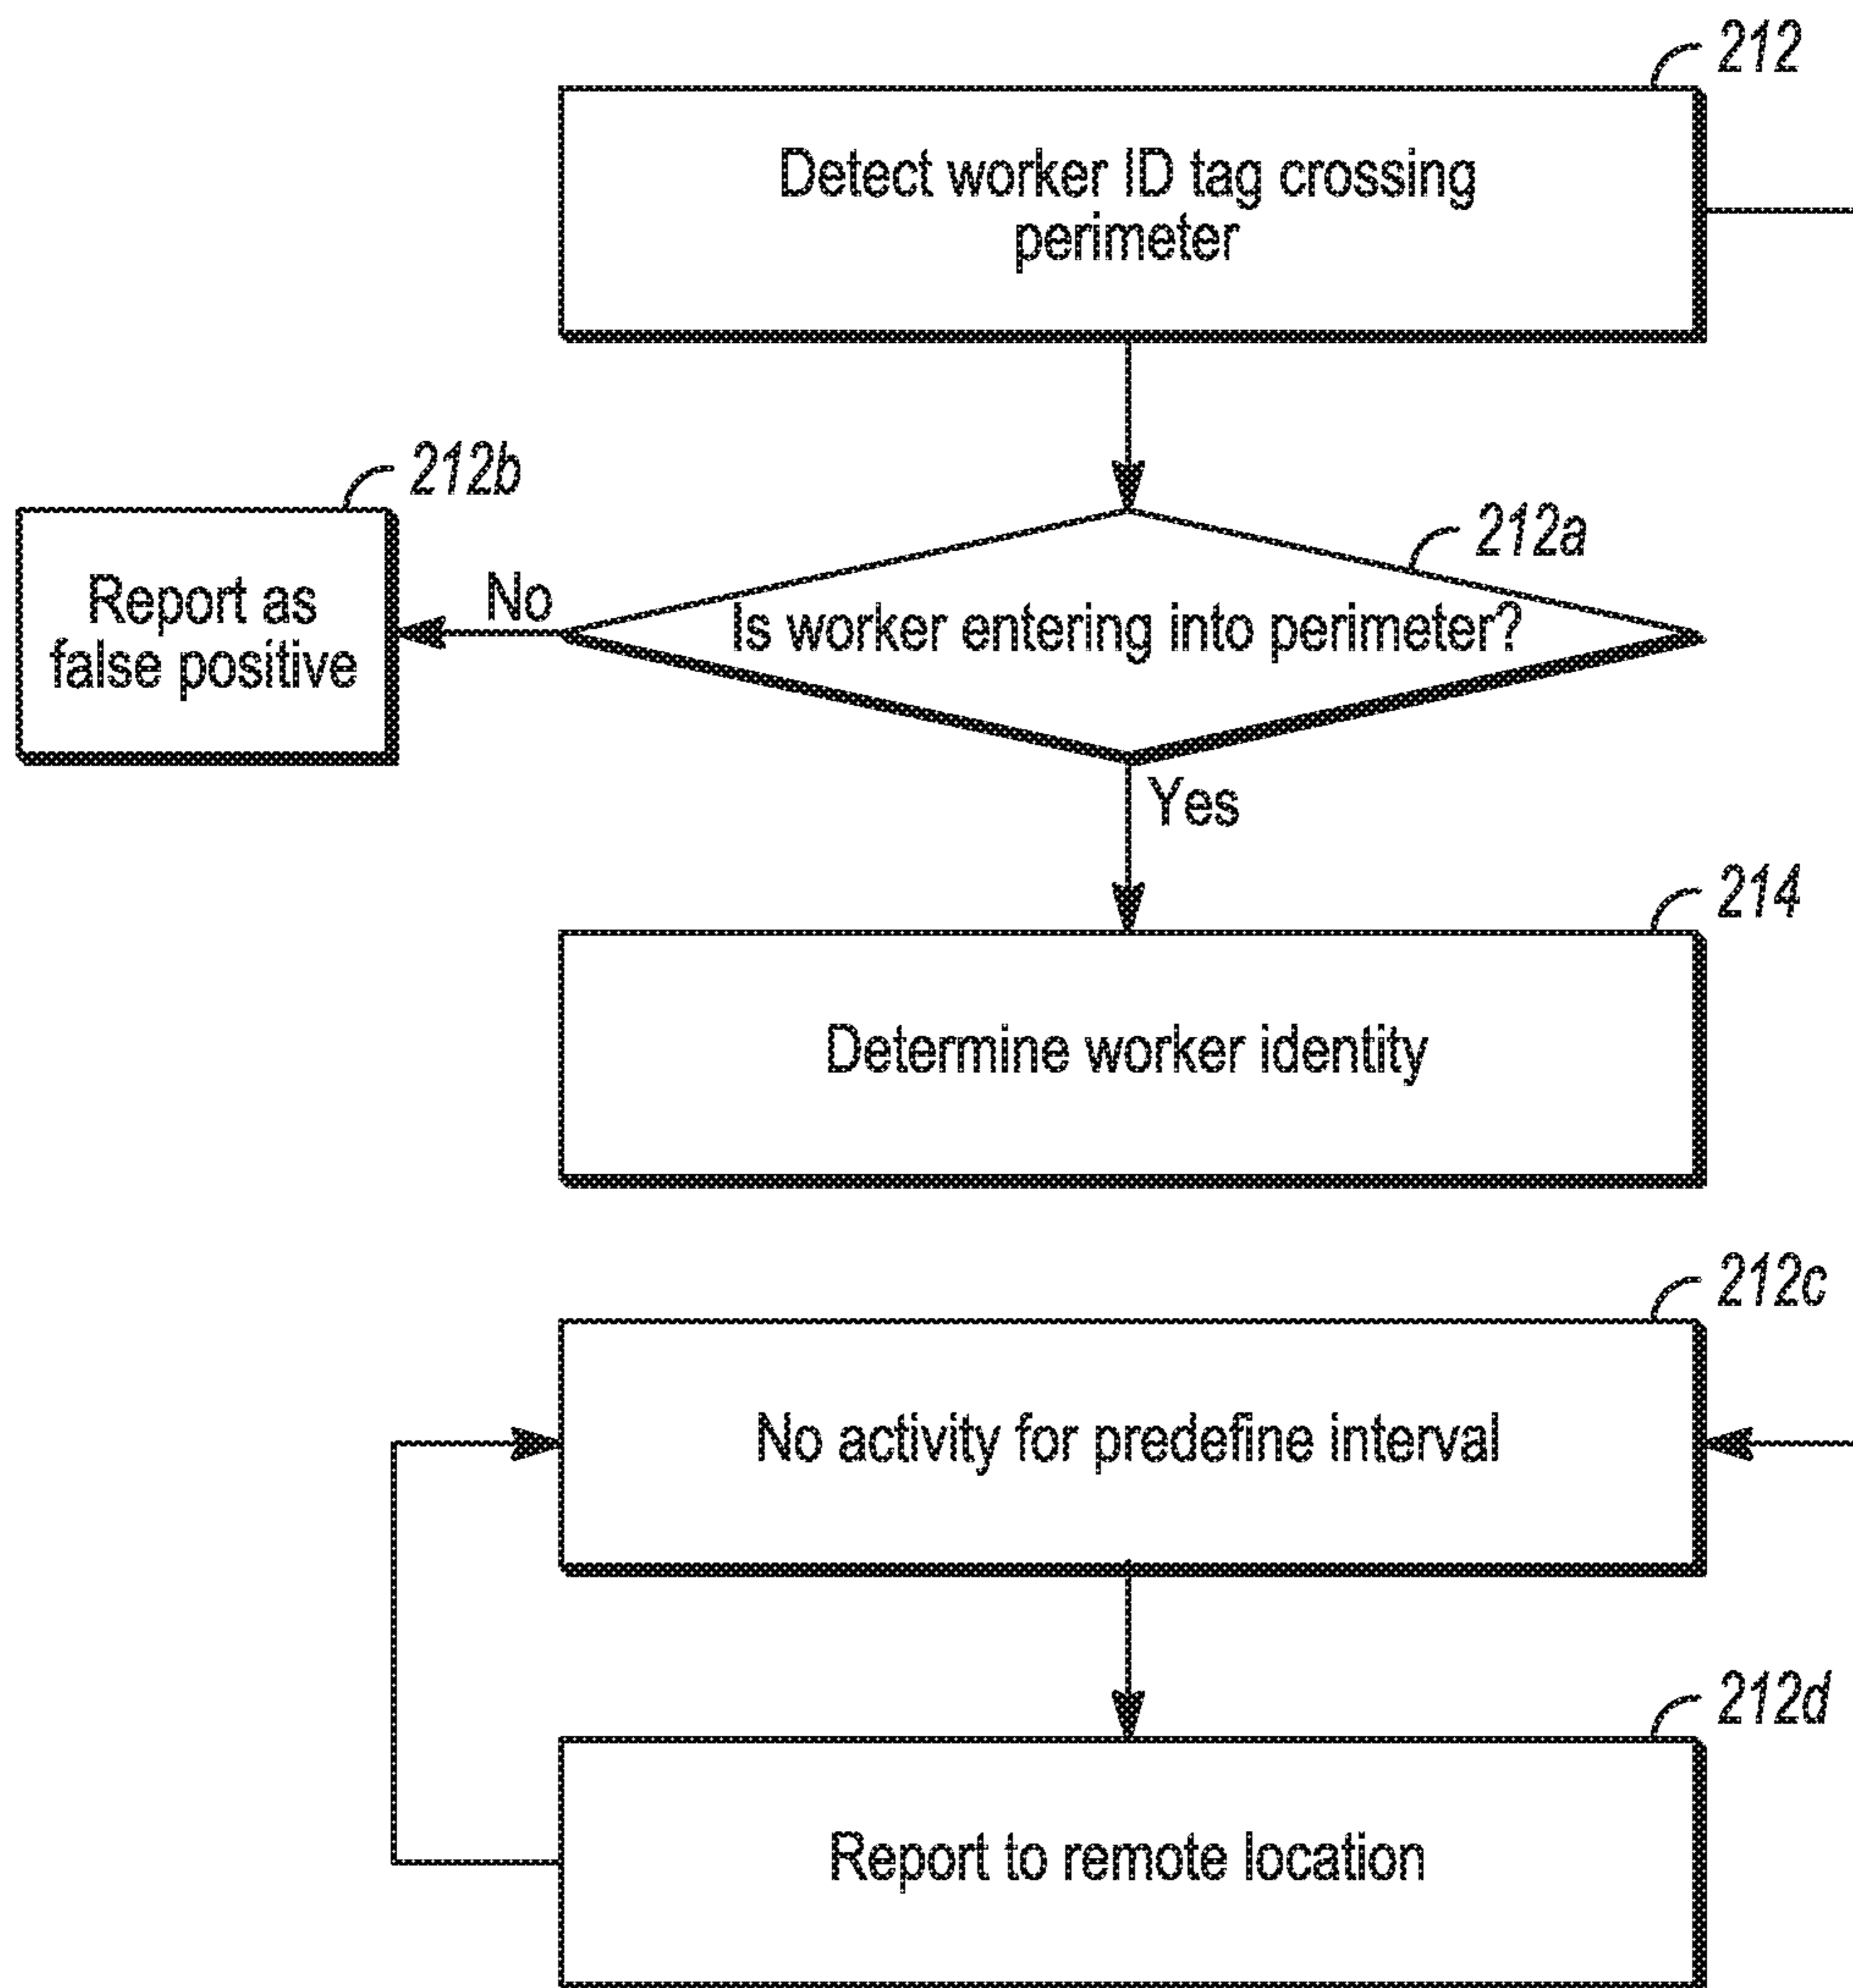 212
Detect worker ID tag crossing
perimeter
212b
212a
Report as
false positive
No
Is worker entering into perimeter?
Yes
214
Determine worker identity
212c
No activity for predefine interval
212d
Report to remote location